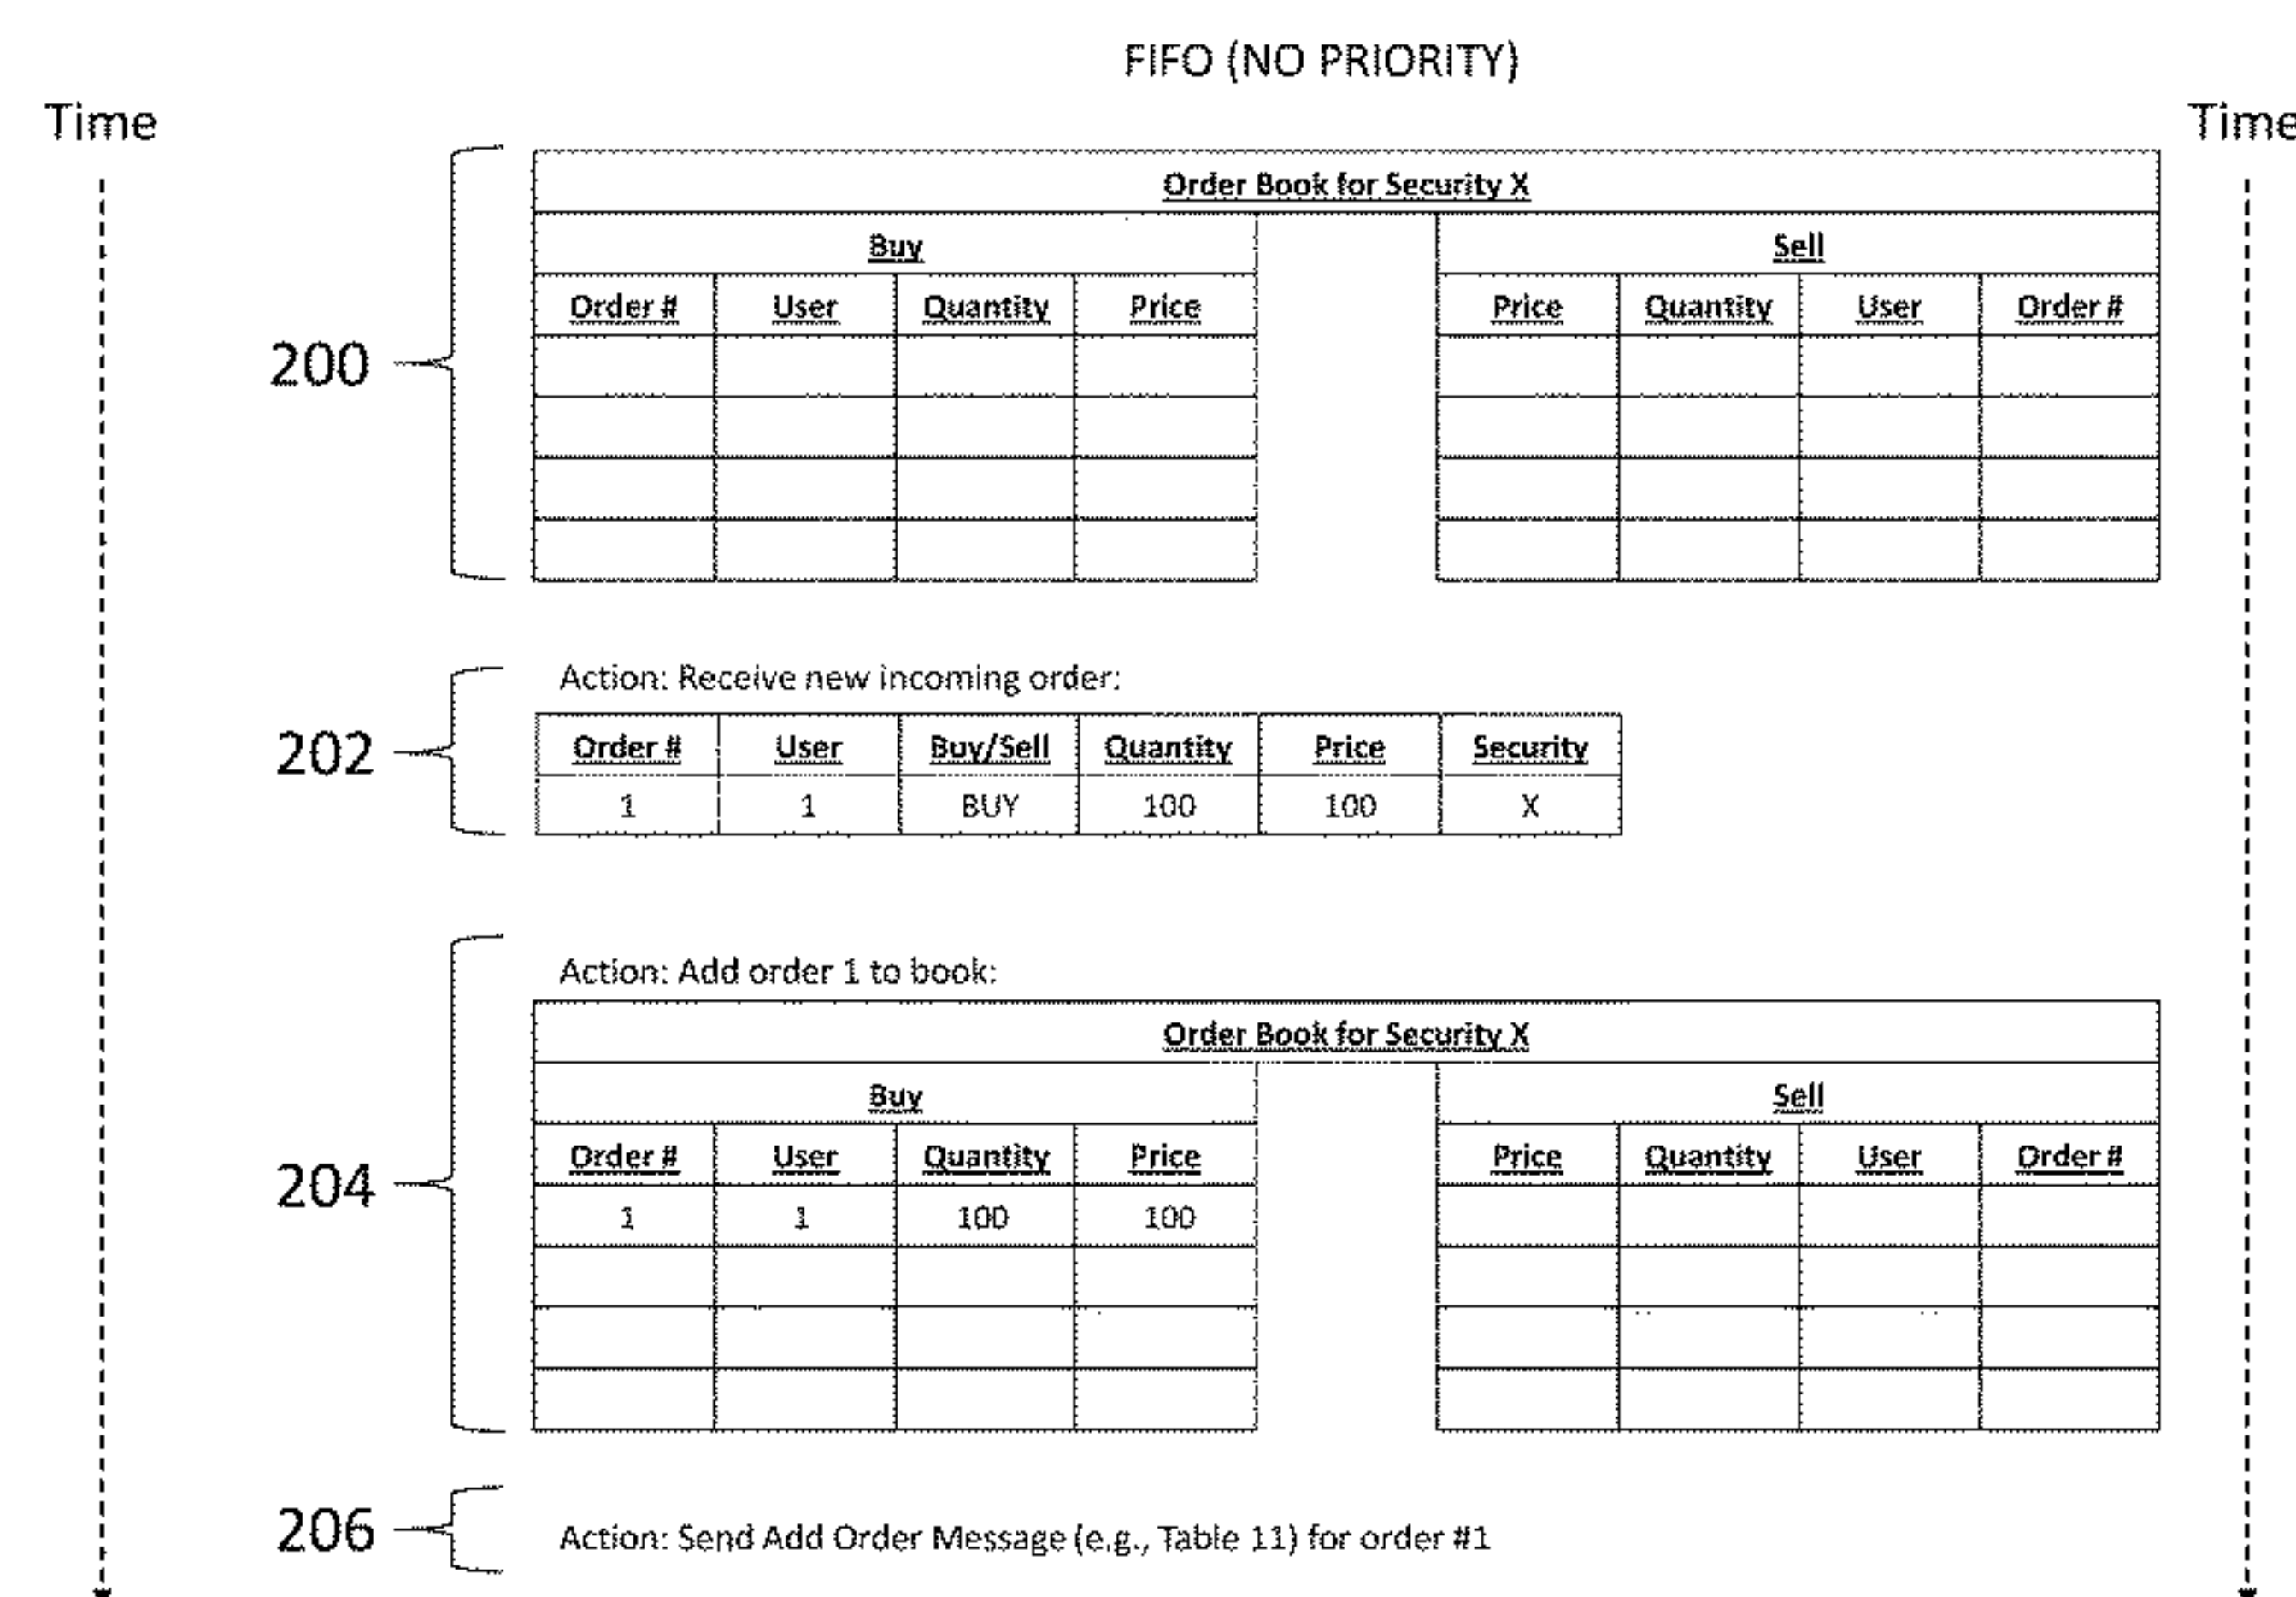 FIFO (NO PRIORITY)
Time Time
Order Book for Security X
Buy Sell
Order # User Quantity Price Price Quantity User Order #
200
Action: Receive new incoming order:
202
Order # User Buy/Sell Quantity Price Security
1 1 BUY 100 100 X
Action: Add order 1 to book:
Order Book for Security X
Buy Sell
204
Order # User Quantity Price Price Quantity User Order #
1 1 100 100
206
Action: Send Add Order Message (e.g., Table 11) for order #1